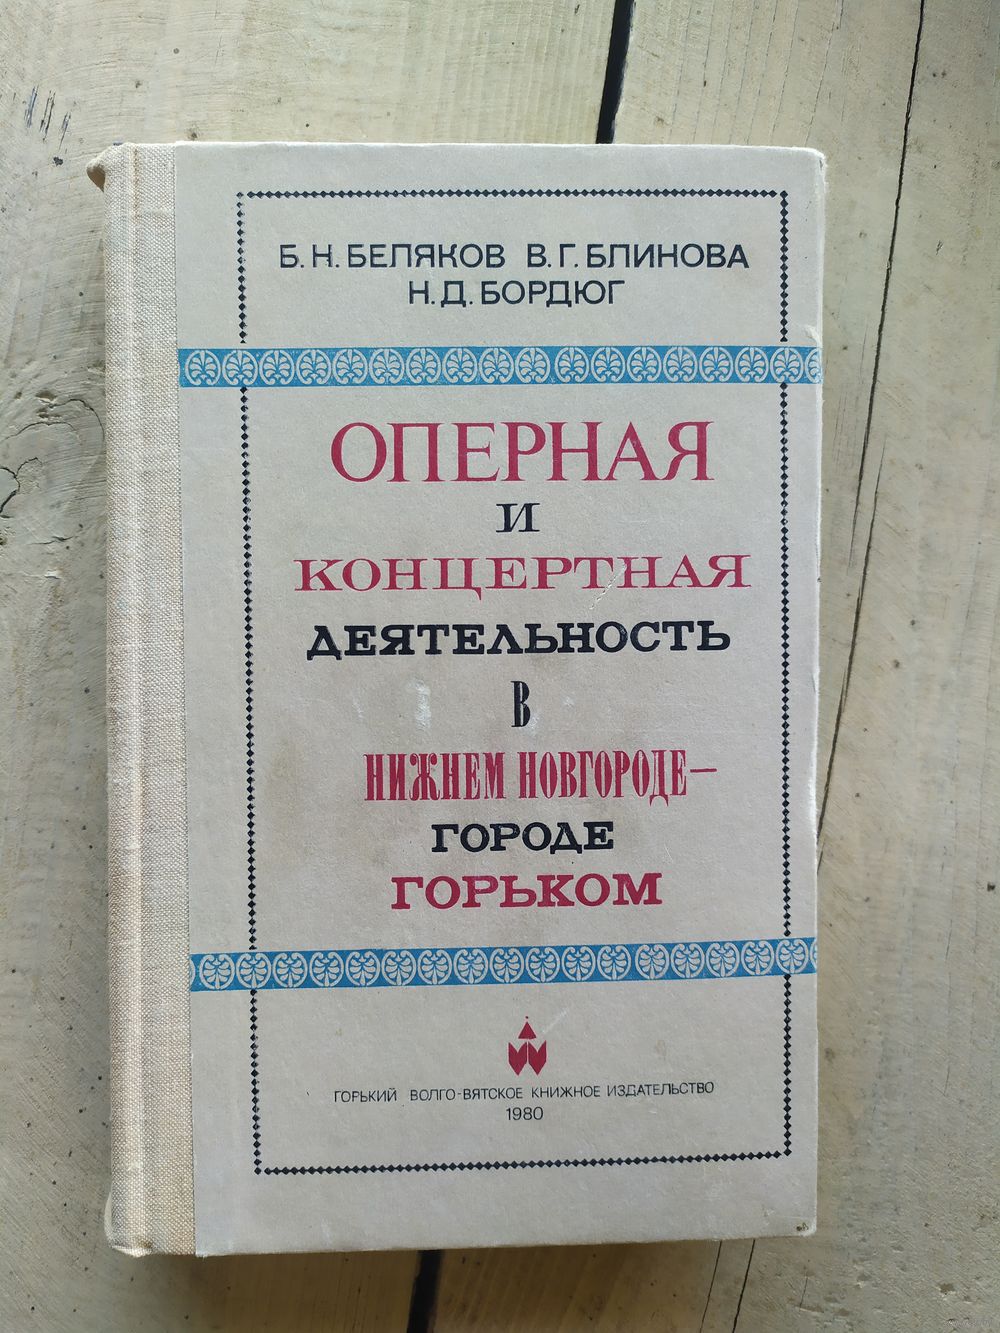 Б. Н. БЕЛЯКОВ В. Г. БЛИНОВА
Н. Д. БОРДЮГ
ОПЕРНАЯ
И
КОНЦЕРТНАЯ
ДЕЯТЕЛЬНОСТЬ
В
НИЖНЕМ НОВГОРОДЕ—
ГОРОДЕ
ГОРЬКОМ
ГОРЬКИЙ ВОЛГО-ВЯТСКОЕ КНИЖНОЕ ИЗДАТЕЛЬСТВО
1980